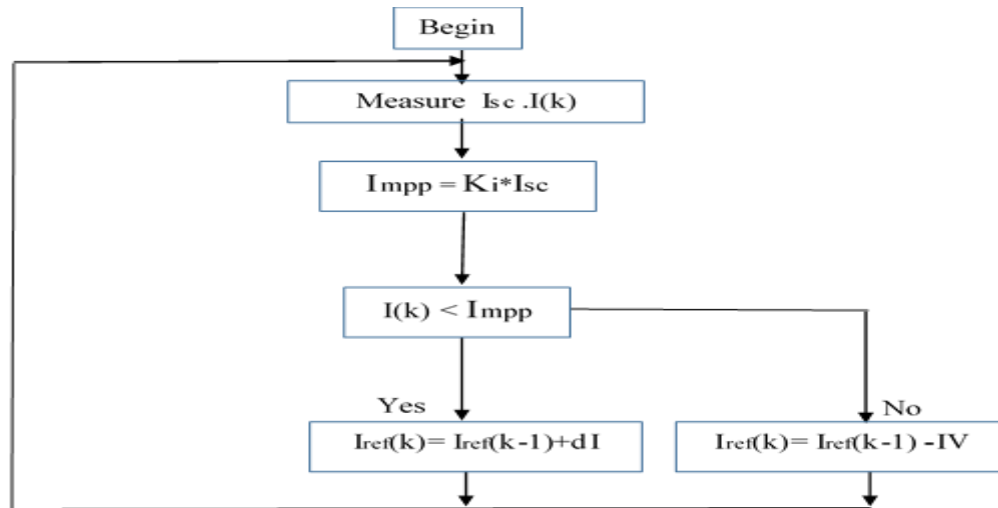 Begin
Measure Isc .I(k)
Impp = Ki*Isc
I(k) < Impp
Yes
No
Iref(k)= Iref(k-1)+dI
Iref(k)= Iref(k-1) -IV